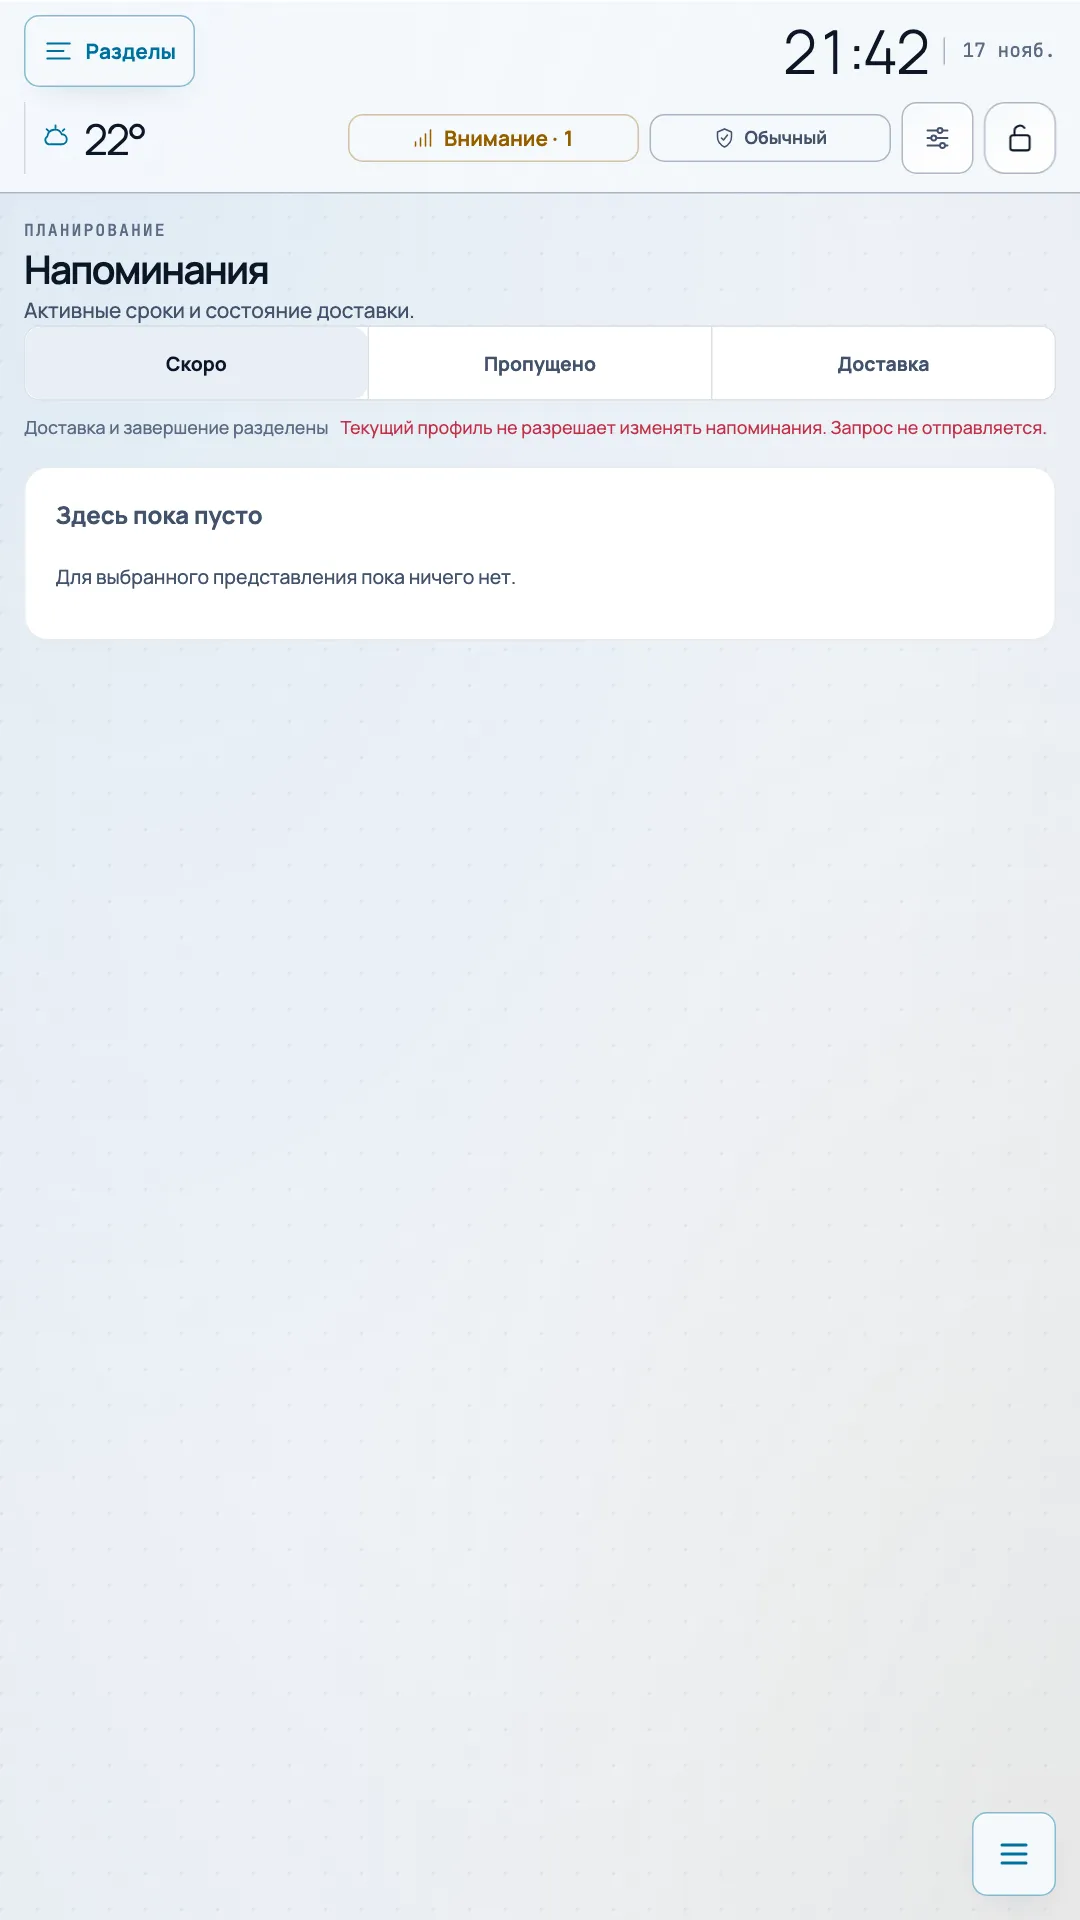 Разделы
21:42
17 нояб.
22°
Внимание · 1
Обычный
ПЛАНИРОВАНИЕ
Напоминания
Активные сроки и состояние доставки.
Скоро
Пропущено
Доставка
Доставка и завершение разделены
Текущий профиль не разрешает изменять напоминания. Запрос не отправляется.
Здесь пока пусто
Для выбранного представления пока ничего нет.